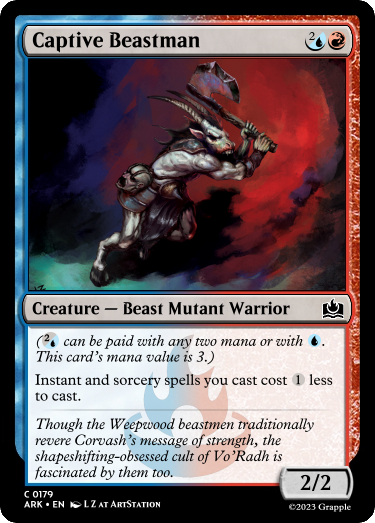 Captive Beastman 2
Creature — Beast Mutant Warrior
(2 can be paid with any two mana or with .
This card's mana value is 3.)
Instant and sorcery spells you cast cost 1 less
to cast.
Though the Weepwood beastmen traditionally
revere Corvash's message of strength, the
shapeshifting-obsessed cult of Vo'Radh is
fascinated by them too.
2/2
C 0179
ARK • EN L Z AT ARTSTATION
©2023 Grapple